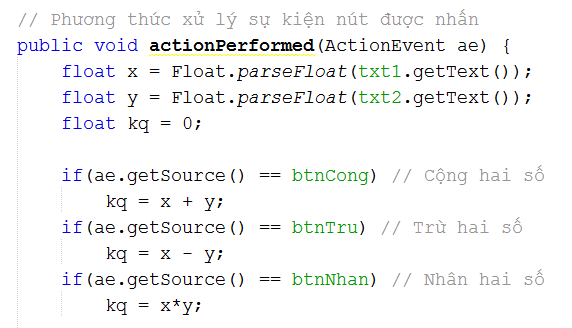 // Phương thức xử lý sự kiện nút được nhấn
public void actionPerformed(ActionEvent ae) {
    float x = Float.parseFloat(txt1.getText());
    float y = Float.parseFloat(txt2.getText());
    float kq = 0;

    if(ae.getSource() == btnCong) // Cộng hai số
        kq = x + y;
    if(ae.getSource() == btnTru) // Trừ hai số
        kq = x - y;
    if(ae.getSource() == btnNhan) // Nhân hai số
        kq = x*y;